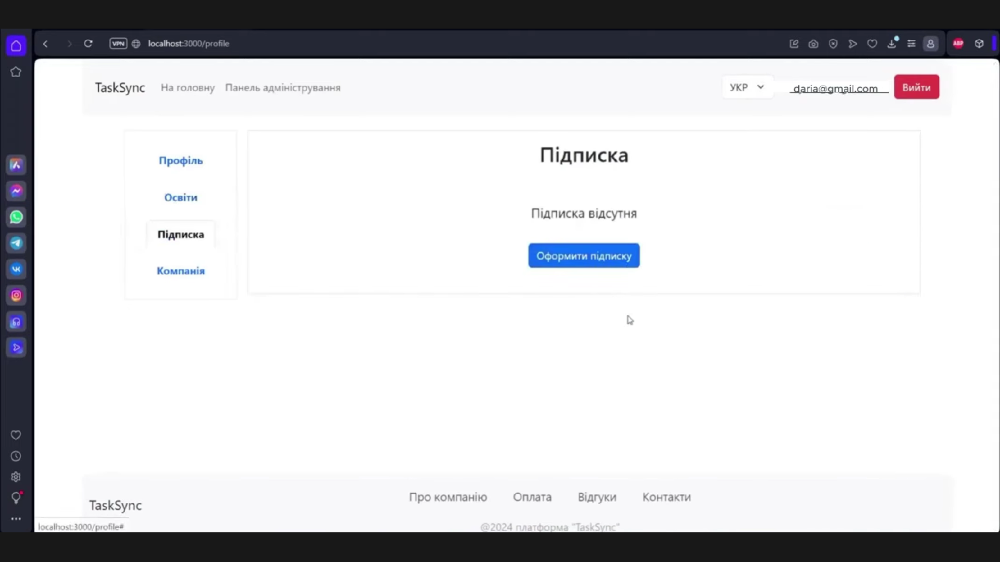 VPN localhost:3000/profile ABP
TaskSync На головну Панель адміністрування УКР daria@gmail.com Вийти
Профіль
Освіти
Підписка
Компанія
Підписка
Підписка відсутня
Оформити підписку
TaskSync
Про компанію Оплата Відгуки Контакти
@2024 платформа "TaskSync"
localhost:3000/profile#